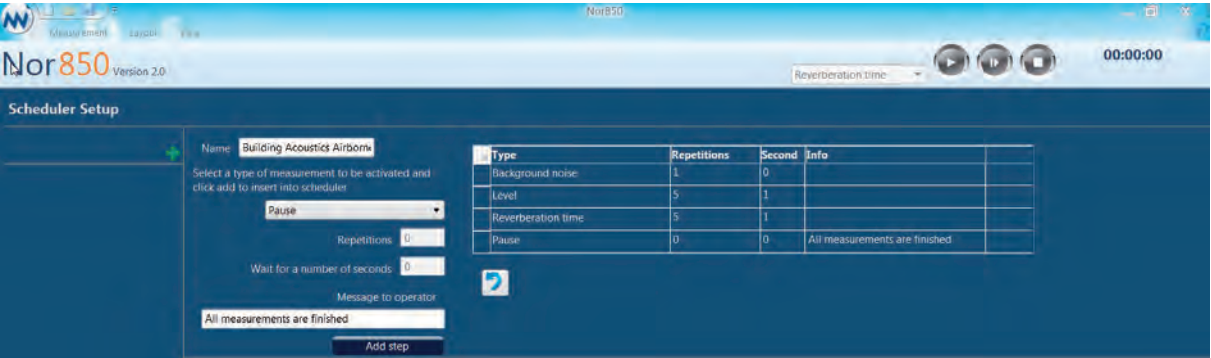 Nor850
Measurement Layout View
Nor850 Version 2.0
Reverberation time
00:00:00
Scheduler Setup
Name Building Acoustics Airborne
Select a type of measurement to be activated and
click add to insert into scheduler
Pause
Repetitions 0
Wait for a number of seconds 0
Message to operator
All measurements are finished
Add step
Type Repetitions Second Info
Background noise 1 0
Level 5 1
Reverberation time 5 1
Pause 0 0 All measurements are finished